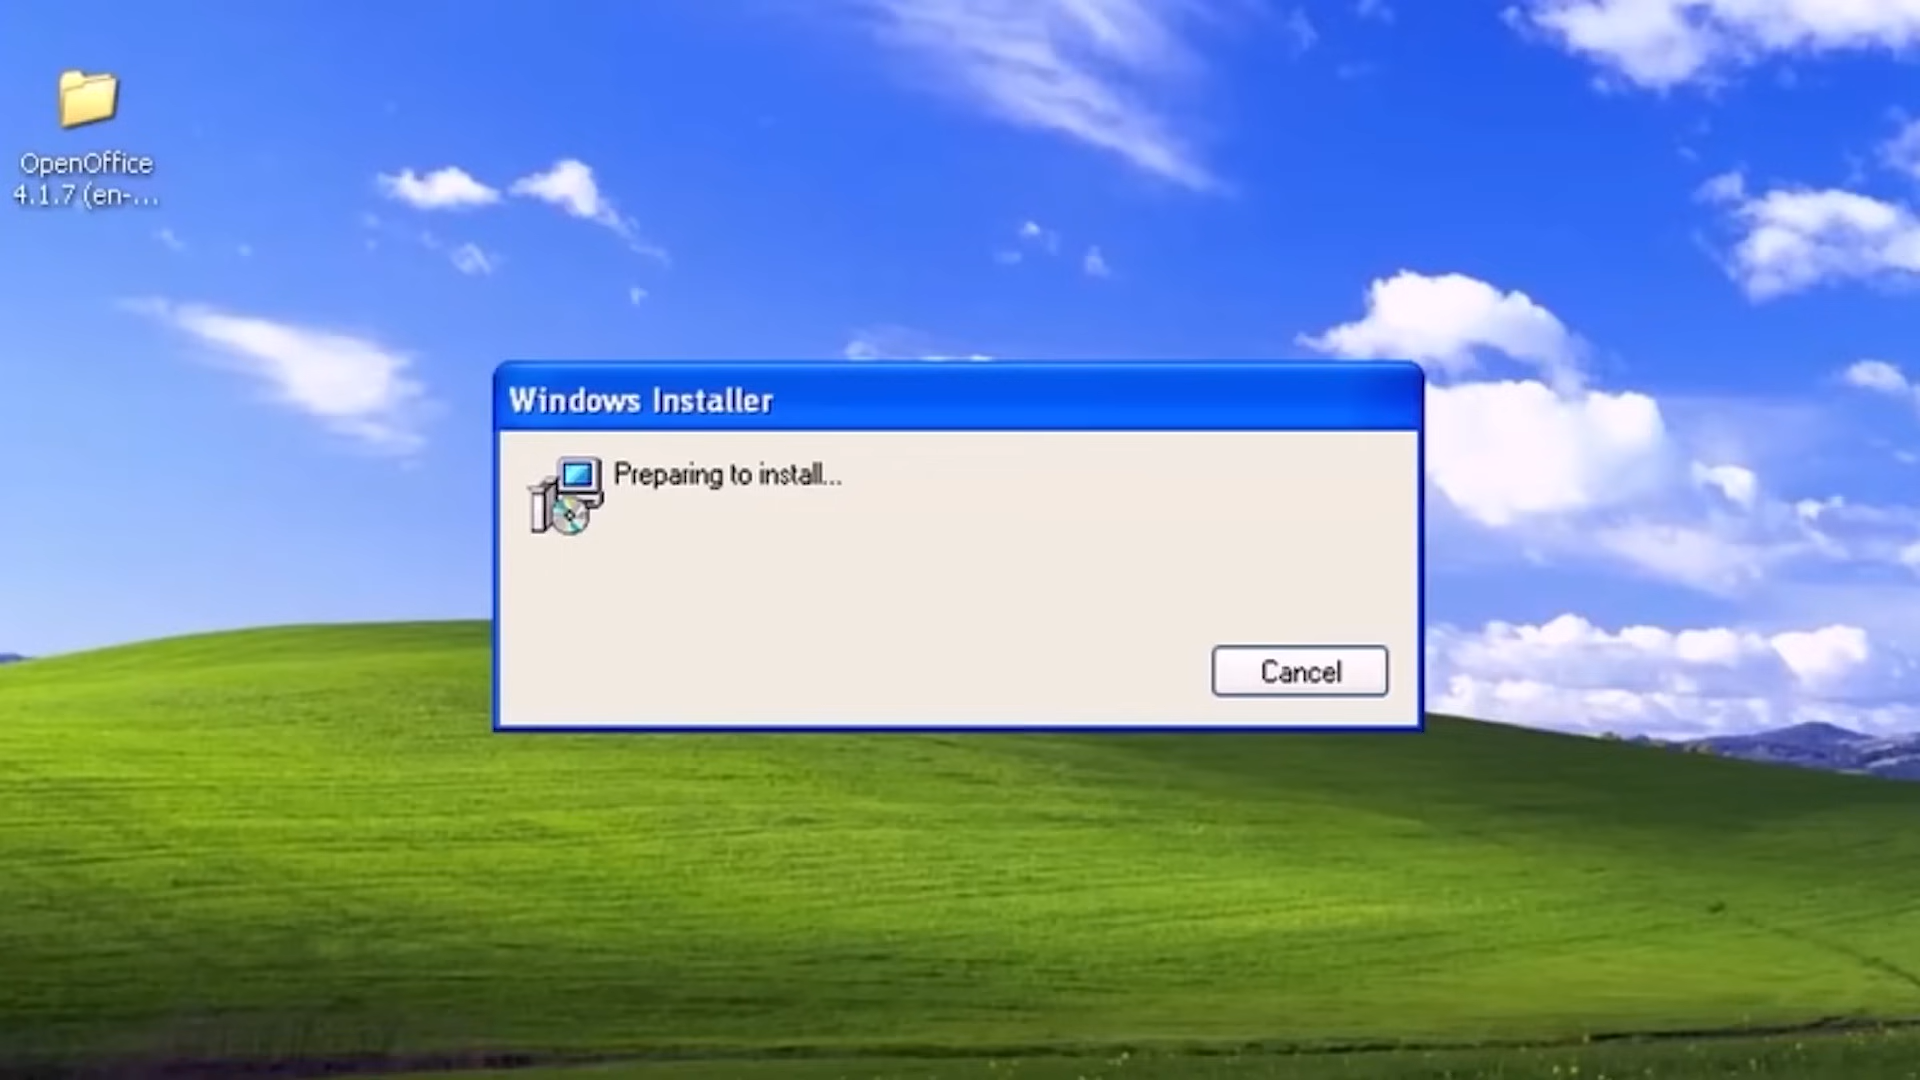 OpenOffice
4.1.7 (en-...
Windows Installer
Preparing to install...
Cancel